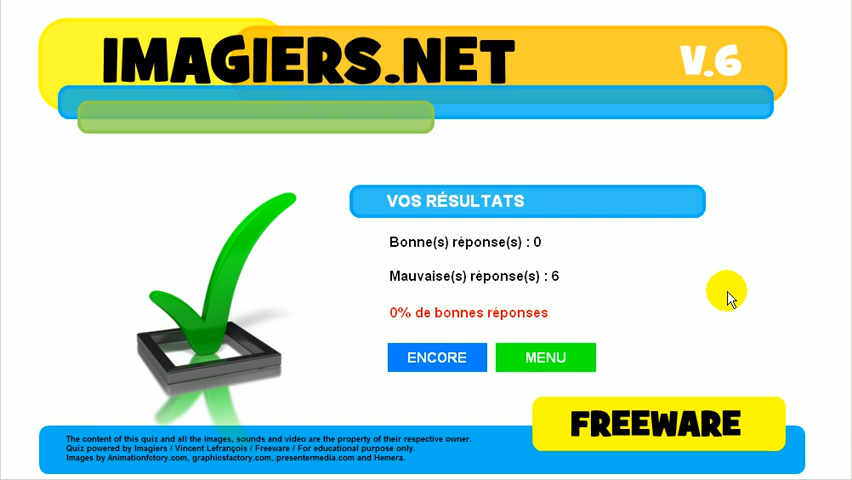 IMAGIERS.NET
V.6
VOS RÉSULTATS
Bonne(s) réponse(s) : 0
Mauvaise(s) réponse(s) : 6
0% de bonnes réponses
ENCORE
MENU
FREEWARE
The content of this quiz and all the images, sounds and video are the property of their respective owner.
Quiz powered by Imagiers / Vincent Lefrançois / Freeware / For educational purpose only.
Images by Animationfctory.com, graphicsfactory.com, presentermedia.com and Hemera.